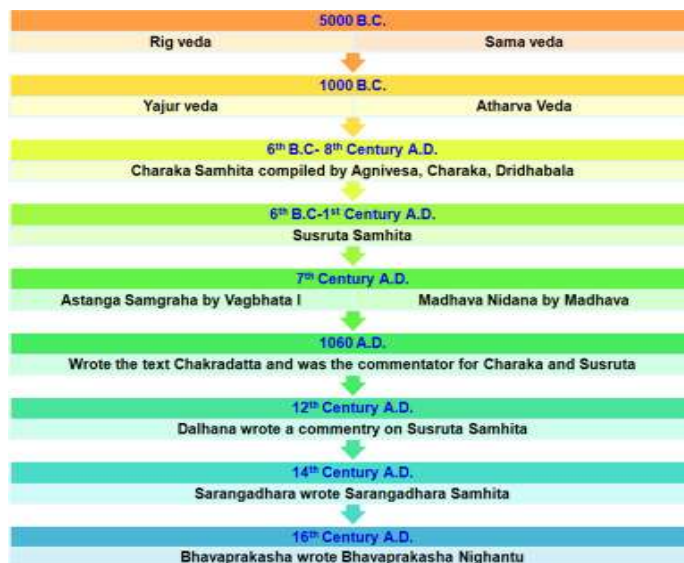 5000 B.C.
Rig veda Sama veda
1000 B.C.
Yajur veda Atharva Veda
6th B.C- 8th Century A.D.
Charaka Samhita compiled by Agnivesa, Charaka, Dridhabala
6th B.C-1st Century A.D.
Susruta Samhita
7th Century A.D.
Astanga Samgraha by Vagbhata I Madhava Nidana by Madhava
1060 A.D.
Wrote the text Chakradatta and was the commentator for Charaka and Susruta
12th Century A.D.
Dalhana wrote a commentry on Susruta Samhita
14th Century A.D.
Sarangadhara wrote Sarangadhara Samhita
16th Century A.D.
Bhavaprakasha wrote Bhavaprakasha Nighantu